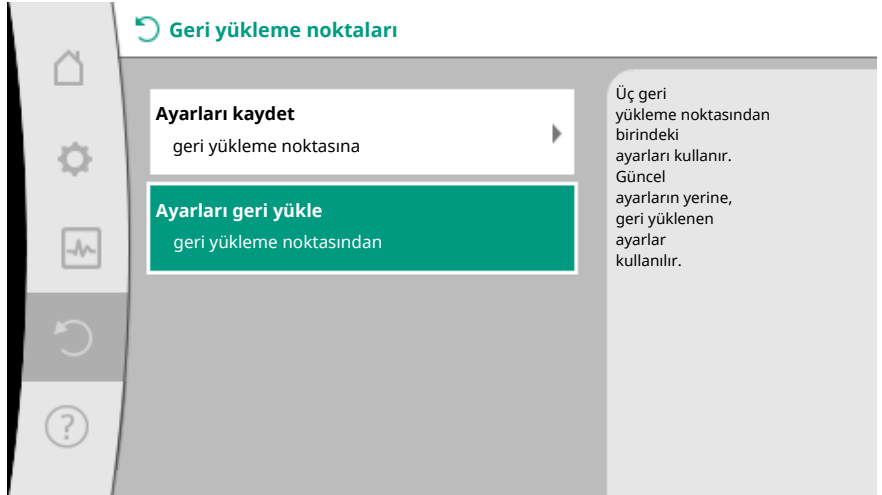 Geri yükleme noktaları
Ayarları kaydet
geri yükleme noktasına
Ayarları geri yükle
geri yükleme noktasından
Üç geri
yükleme noktasından
birindeki
ayarları kullanır.
Güncel
ayarların yerine,
geri yüklenen
ayarlar
kullanılır.